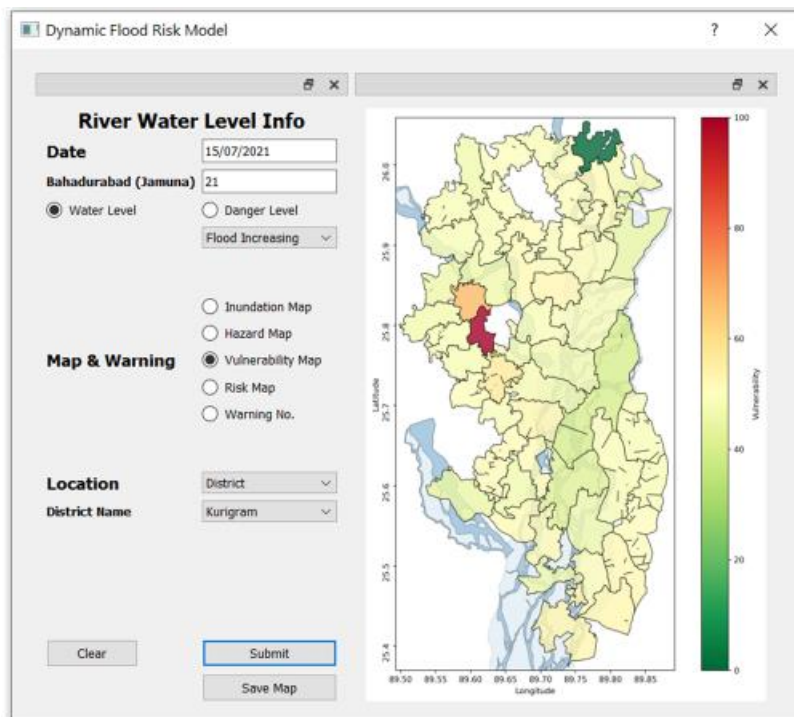 Dynamic Flood Risk Model
River Water Level Info
Date 15/07/2021
Bahadurabad (Jamuna) 21
Water Level Danger Level
Flood Increasing
Inundation Map
Hazard Map
Map & Warning Vulnerability Map
Risk Map
Warning No.
Location District
District Name Kurigram
Clear Submit
Save Map
26.0
25.9
25.8
25.7
25.6
25.5
25.4
Latitude
89.50 89.55 89.60 89.65 89.70 89.75 89.80 89.85
Longitude
100
80
60
40
20
0
Vulnerability